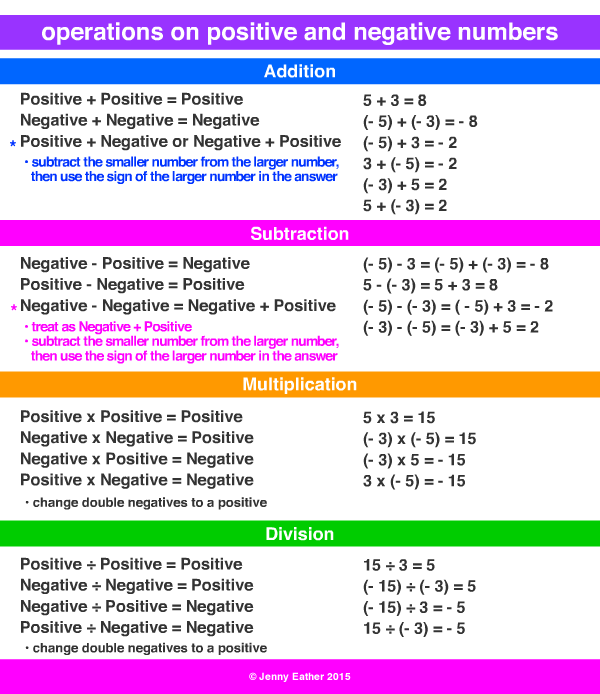 operations on positive and negative numbers
Addition
Positive + Positive = Positive
5 + 3 = 8
Negative + Negative = Negative
(- 5) + (- 3) = - 8
* Positive + Negative or Negative + Positive
(- 5) + 3 = - 2
· subtract the smaller number from the larger number,
3 + (- 5) = - 2
then use the sign of the larger number in the answer
(- 3) + 5 = 2
5 + (- 3) = 2
Subtraction
Negative - Positive = Negative
(- 5) - 3 = (- 5) + (- 3) = - 8
Positive - Negative = Positive
5 - (- 3) = 5 + 3 = 8
* Negative - Negative = Negative + Positive
(- 5) - (- 3) = ( - 5) + 3 = - 2
· treat as Negative + Positive
(- 3) - (- 5) = (- 3) + 5 = 2
· subtract the smaller number from the larger number,
then use the sign of the larger number in the answer
Multiplication
Positive x Positive = Positive
5 x 3 = 15
Negative x Negative = Positive
(- 3) x (- 5) = 15
Negative x Positive = Negative
(- 3) x 5 = - 15
Positive x Negative = Negative
3 x (- 5) = - 15
· change double negatives to a positive
Division
Positive ÷ Positive = Positive
15 ÷ 3 = 5
Negative ÷ Negative = Positive
(- 15) ÷ (- 3) = 5
Negative ÷ Positive = Negative
(- 15) ÷ 3 = - 5
Positive ÷ Negative = Negative
15 ÷ (- 3) = - 5
· change double negatives to a positive
© Jenny Eather 2015